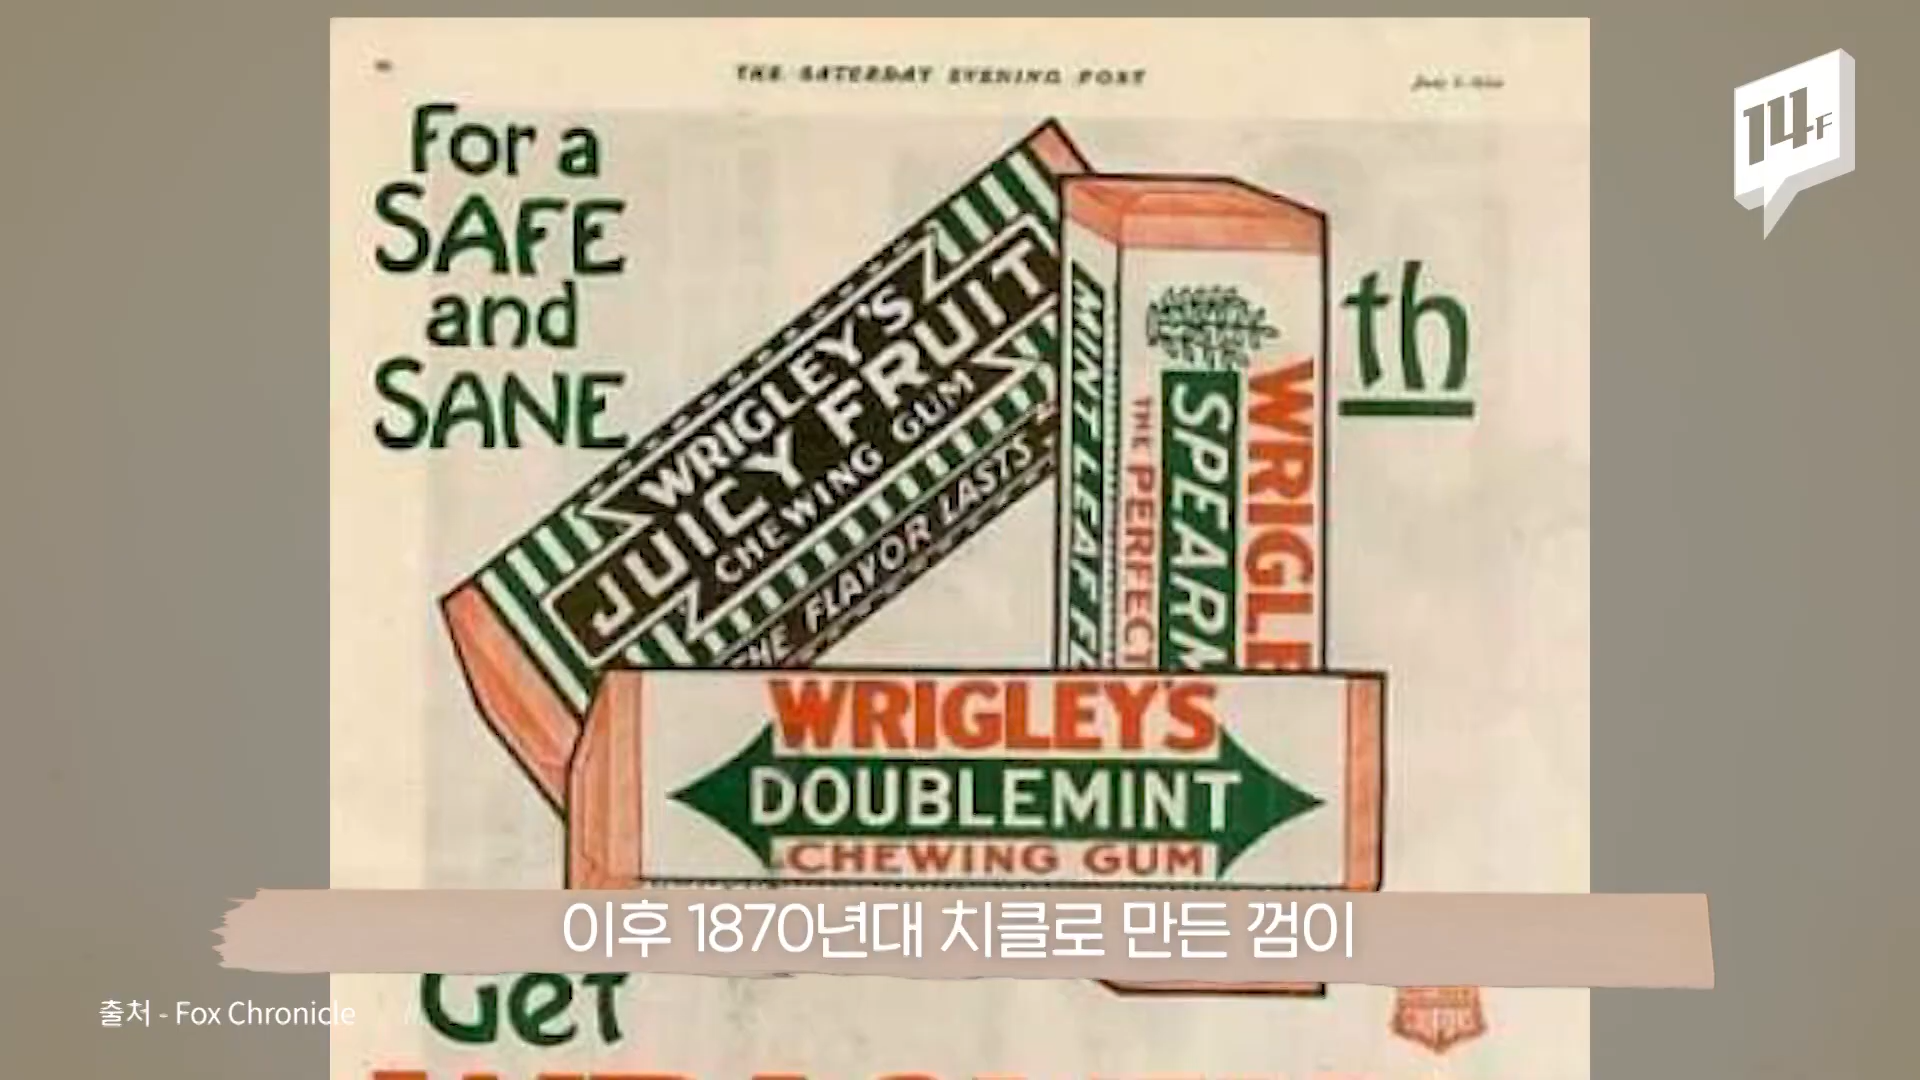 THE SATURDAY EVENING POST
14F
For a
SAFE
and
SANE
th
WRIGLEY'S
JUICY FRUIT
CHEWING GUM
THE FLAVOR LASTS
MINT LEAF FL
THE PERFECT
SPEARM
WRIGLE
WRIGLEY'S
DOUBLEMINT
CHEWING GUM
이후 1870년대 치클로 만든 껌이
Get
출처 - Fox Chronicle